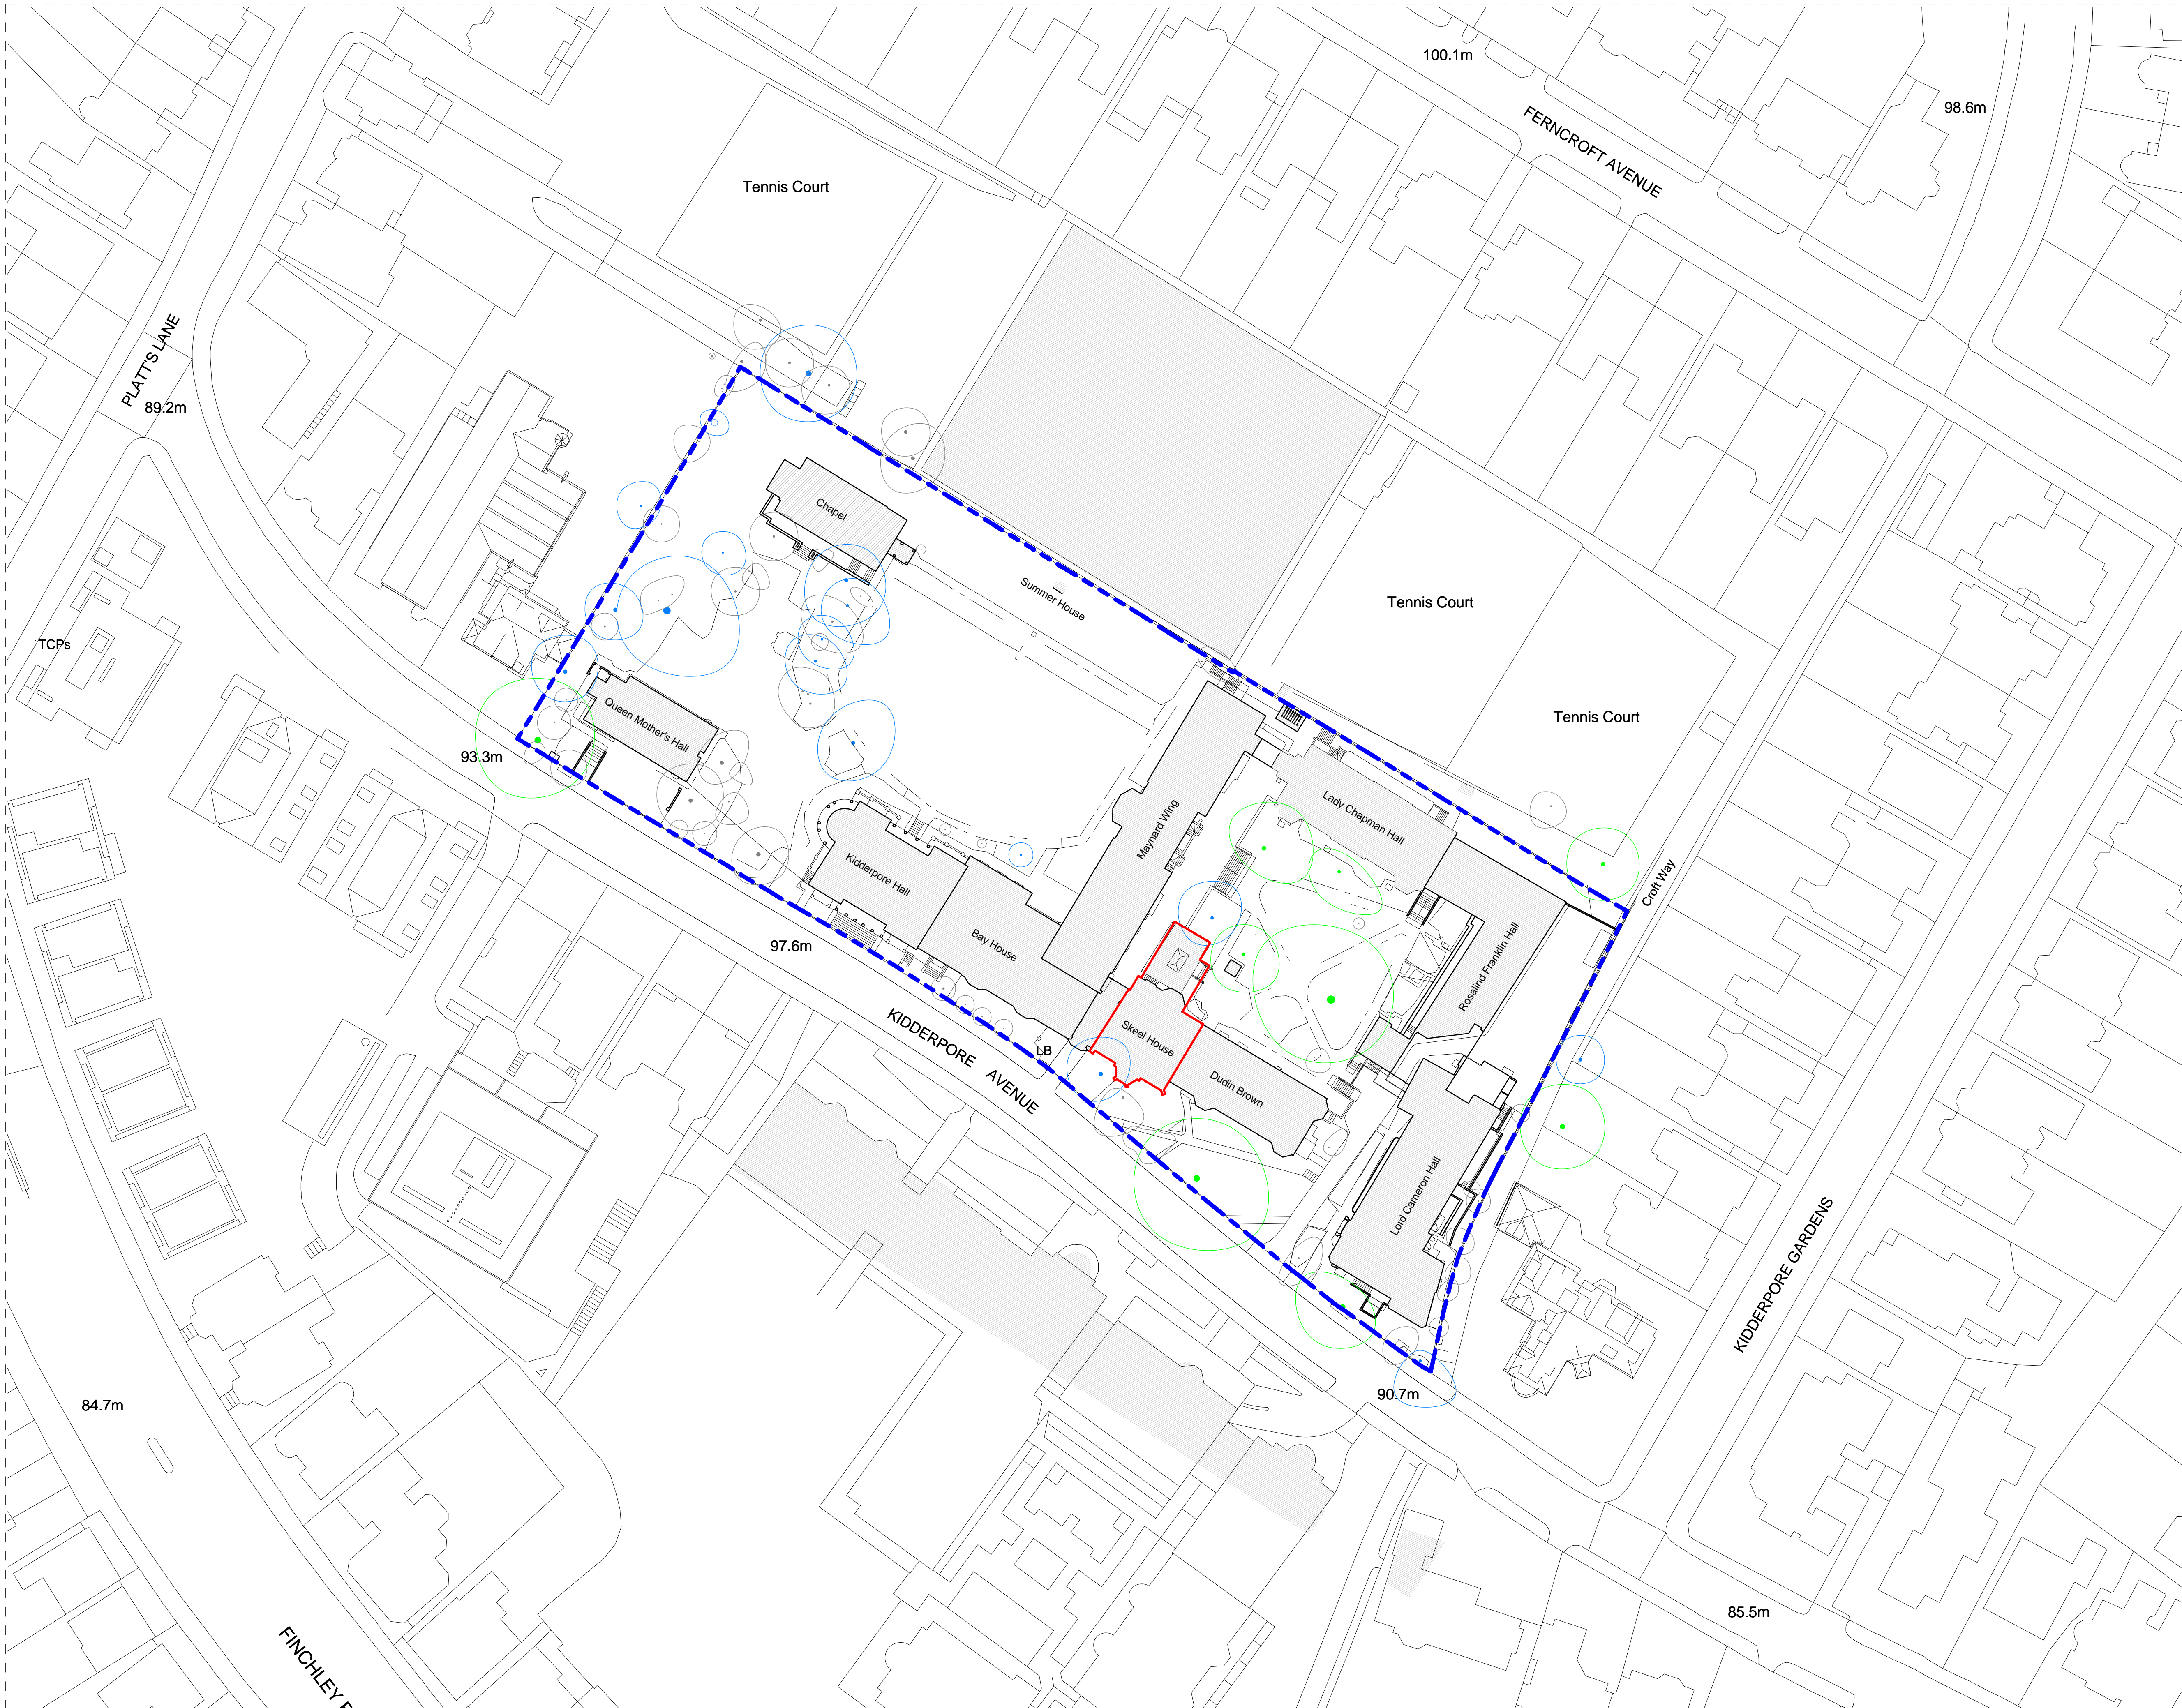 100.1m
98.6m
FERNCROFT AVENUE
Tennis Court
PLATT'S LANE
89.2m
Chapel
Summer House
Tennis Court
TCPs
Queen Mother's Hall
Tennis Court
93.3m
Maynard Wing
Lady Chapman Hall
Kidderpore Hall
Croft Way
Bay House
97.6m
Rosalind Franklin Hall
KIDDERPORE AVENUE
Skeel House
LB
Dudin Brown
Lord Cameron Hall
KIDDERPORE GARDENS
90.7m
84.7m
85.5m
FINCHLEY